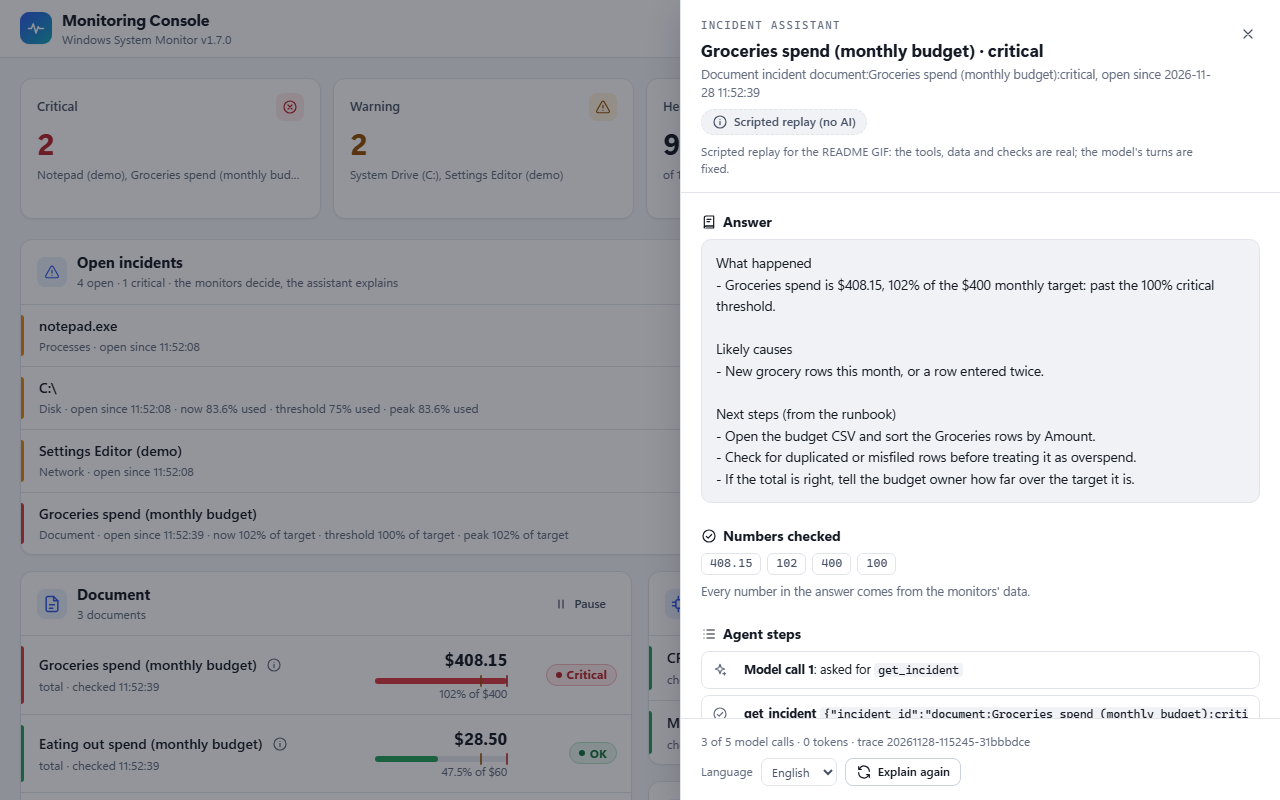 Monitoring Console
Windows System Monitor v1.7.0
Critical
2
Notepad (demo), Groceries spend (monthly bud...
Warning
2
System Drive (C:), Settings Editor (demo)
He
9
of 1
Open incidents
4 open · 1 critical · the monitors decide, the assistant explains
notepad.exe
Processes · open since 11:52:08
C:\
Disk · open since 11:52:08 · now 83.6% used · threshold 75% used · peak 83.6% used
Settings Editor (demo)
Network · open since 11:52:08
Groceries spend (monthly budget)
Document · open since 11:52:39 · now 102% of target · threshold 100% of target · peak 102% of target
Document
3 documents
Pause
Groceries spend (monthly budget)
total · checked 11:52:39
$408.15
102% of $400
Critical
Eating out spend (monthly budget)
total · checked 11:52:39
$28.50
47.5% of $60
OK
CP
ch
M
ch
INCIDENT ASSISTANT
Groceries spend (monthly budget) · critical
Document incident document:Groceries spend (monthly budget):critical, open since 2026-11-
28 11:52:39
Scripted replay (no AI)
Scripted replay for the README GIF: the tools, data and checks are real; the model's turns are
fixed.
Answer
What happened
- Groceries spend is $408.15, 102% of the $400 monthly target: past the 100% critical
threshold.
Likely causes
- New grocery rows this month, or a row entered twice.
Next steps (from the runbook)
- Open the budget CSV and sort the Groceries rows by Amount.
- Check for duplicated or misfiled rows before treating it as overspend.
- If the total is right, tell the budget owner how far over the target it is.
Numbers checked
408.15 102 400 100
Every number in the answer comes from the monitors' data.
Agent steps
Model call 1: asked for get_incident
get_incident {"incident_id":"document:Groceries spend (monthly budget):criti
3 of 5 model calls · 0 tokens · trace 20261128-115245-31bbbdce
Language English Explain again